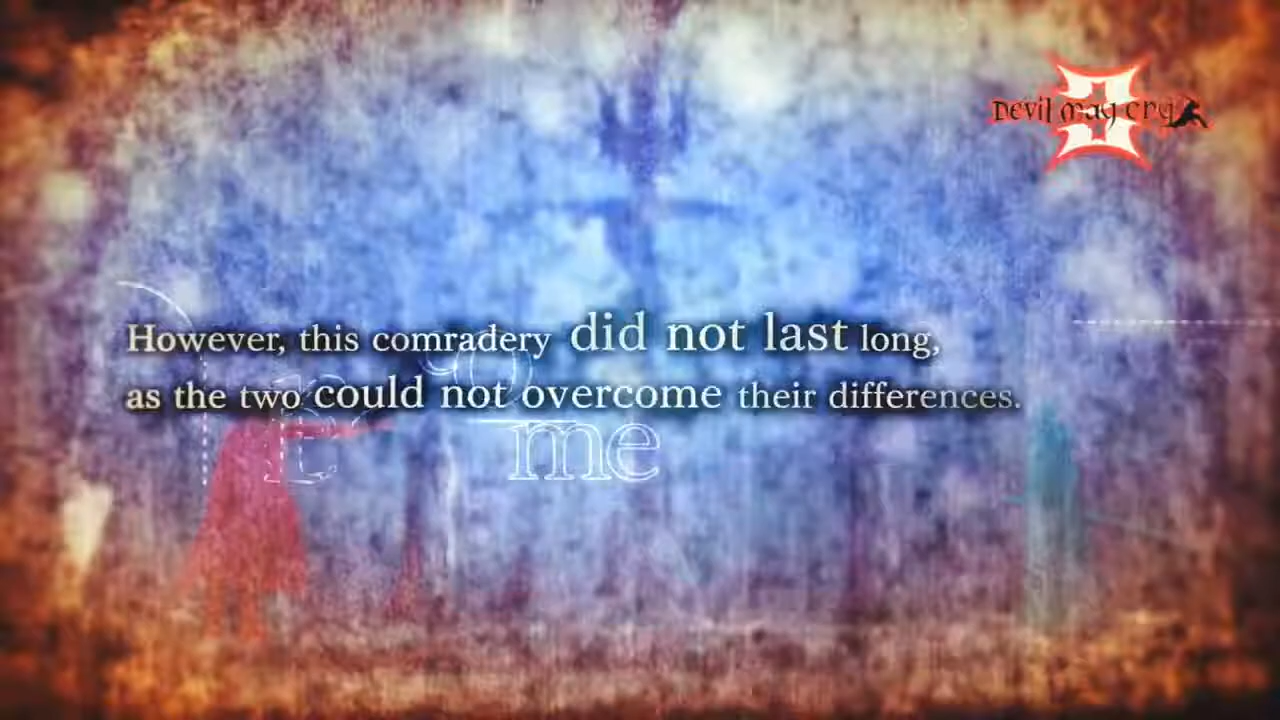 Devil may cry
3
However, this comradery did not last long,
as the two could not overcome their differences.
me